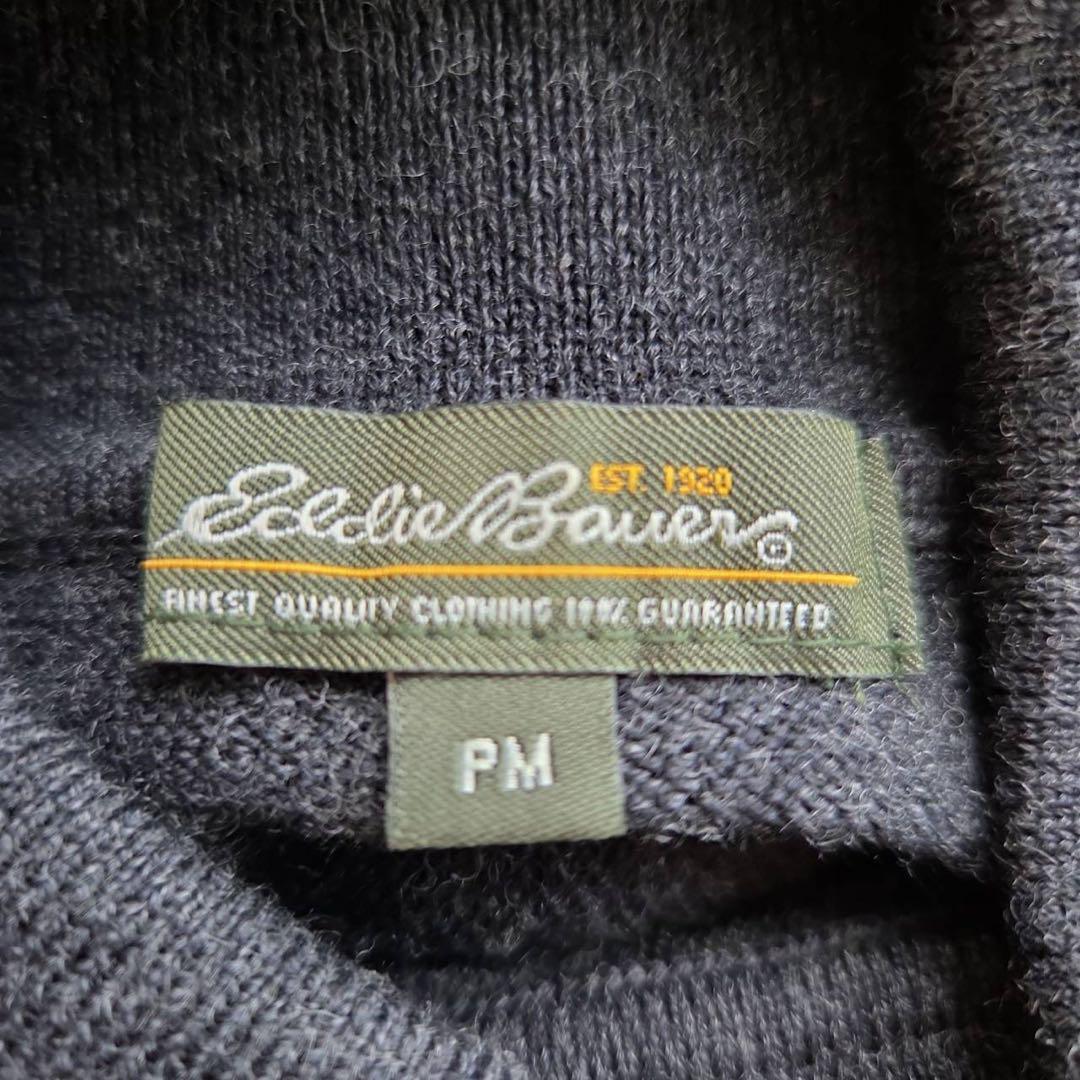 EST. 1920
Eddie Bauer
FINEST QUALITY CLOTHING 100% GUARANTEED
PM